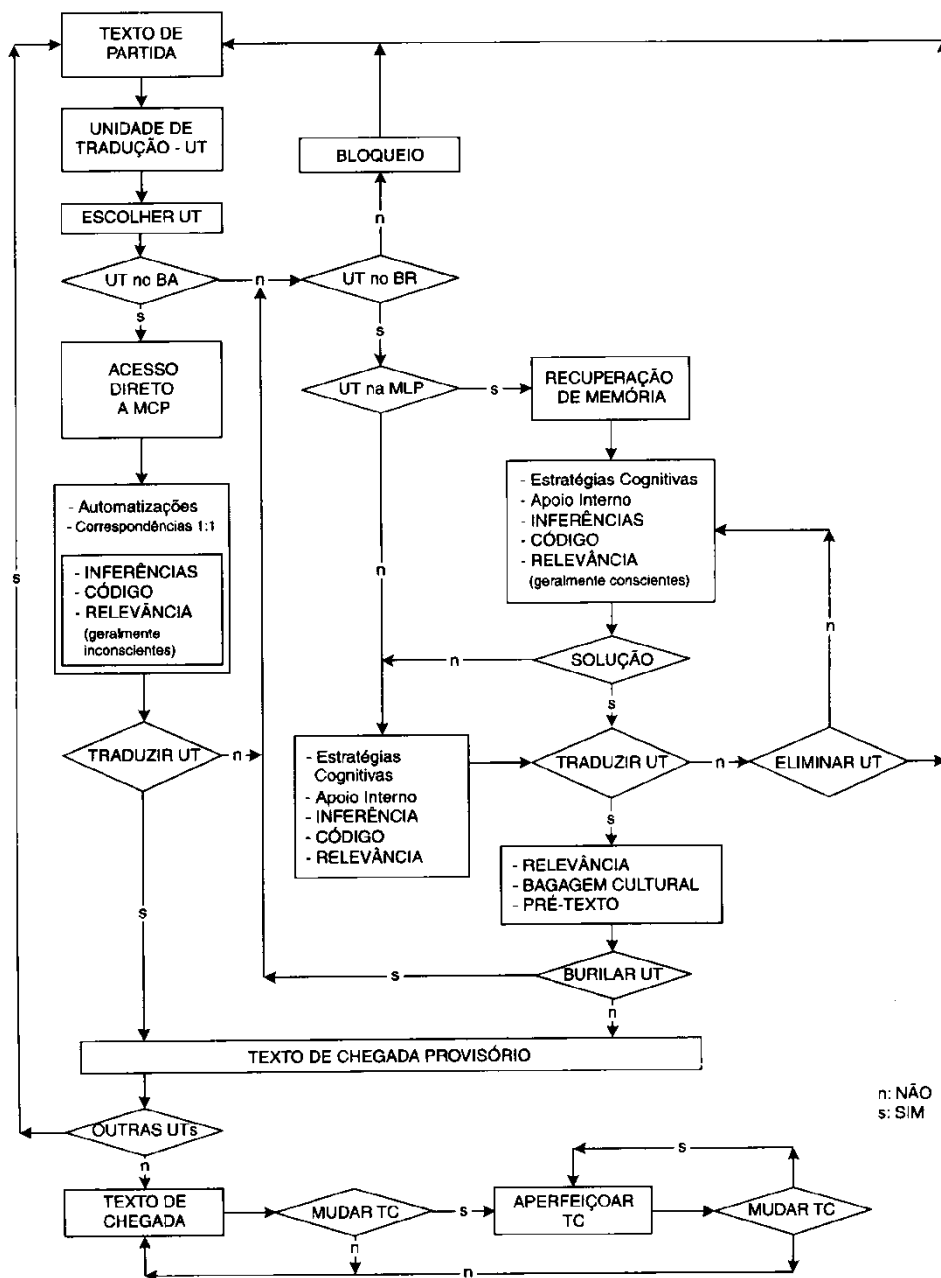 TEXTO DE
PARTIDA
UNIDADE DE
TRADUÇÃO - UT
BLOQUEIO
n
ESCOLHER UT
UT no BA
n
UT no BR
s
s
ACESSO
DIRETO
A MCP
UT na MLP
s
RECUPERAÇÃO
DE MEMÓRIA
- Automatizações
- Correspondências 1:1
- INFERÊNCIAS
- CÓDIGO
- RELEVÂNCIA
(geralmente
inconscientes)
s
n
- Estratégias Cognitivas
- Apoio Interno
- INFERÊNCIAS
- CÓDIGO
- RELEVÂNCIA
(geralmente conscientes)
n
n
SOLUÇÃO
s
TRADUZIR UT
n
- Estratégias
Cognitivas
- Apoio Interno
- INFERÊNCIA
- CÓDIGO
- RELEVÂNCIA
TRADUZIR UT
n
ELIMINAR UT
s
- RELEVÂNCIA
- BAGAGEM CULTURAL
- PRÉ-TEXTO
s
s
BURILAR UT
n
TEXTO DE CHEGADA PROVISÓRIO
n: NÃO
s: SIM
OUTRAS UTs
n
s
TEXTO DE
CHEGADA
MUDAR TC
s
APERFEIÇOAR
TC
MUDAR TC
n
n